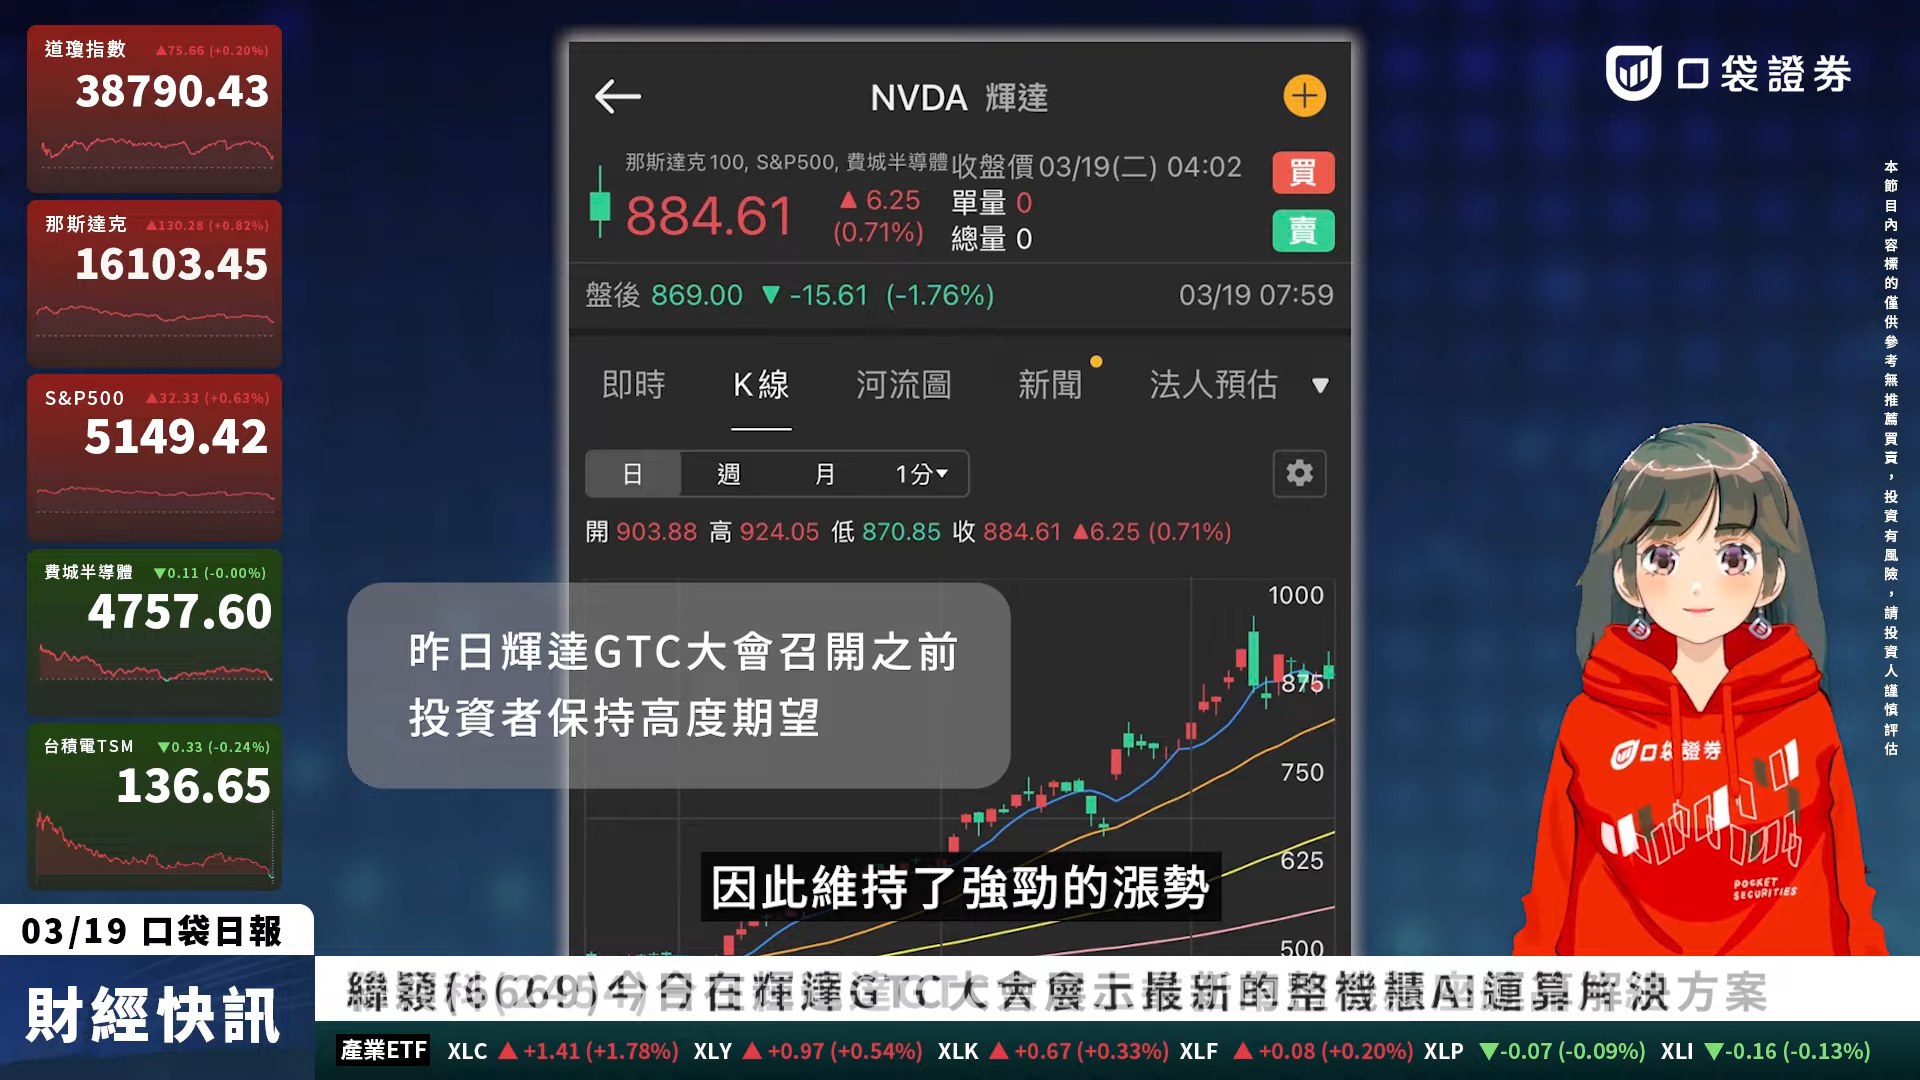 道瓊指數 ▲75.66 (+0.20%)
38790.43
那斯達克 ▲130.28 (+0.82%)
16103.45
S&P500 ▲32.33 (+0.63%)
5149.42
費城半導體 ▼0.11 (-0.00%)
4757.60
台積電TSM ▼0.33 (-0.24%)
136.65
03/19 口袋日報
財經快訊
← NVDA 輝達 +
那斯達克100, S&P500, 費城半導體 收盤價 03/19(二) 04:02 買
884.61 ▲ 6.25 (0.71%) 單量 0
總量 0 賣
盤後 869.00 ▼ -15.61 (-1.76%) 03/19 07:59
即時 K線 河流圖 新聞 法人預估 ▼
日 週 月 1分▾
開 903.88 高 924.05 低 870.85 收 884.61 ▲6.25 (0.71%)
1000
875
750
625
500
昨日輝達GTC大會召開之前
投資者保持高度期望
因此維持了強勁的漲勢
口袋證券
本節目內容標的僅供參考無推薦買賣，投資有風險，請投資人謹慎評估
口袋證券
POCKET
SECURITIES
產業ETF XLC ▲+1.41 (+1.78%) XLY ▲+0.97 (+0.54%) XLK ▲+0.67 (+0.33%) XLF ▲+0.08 (+0.20%) XLP ▼-0.07 (-0.09%) XLI ▼-0.16 (-0.13%)